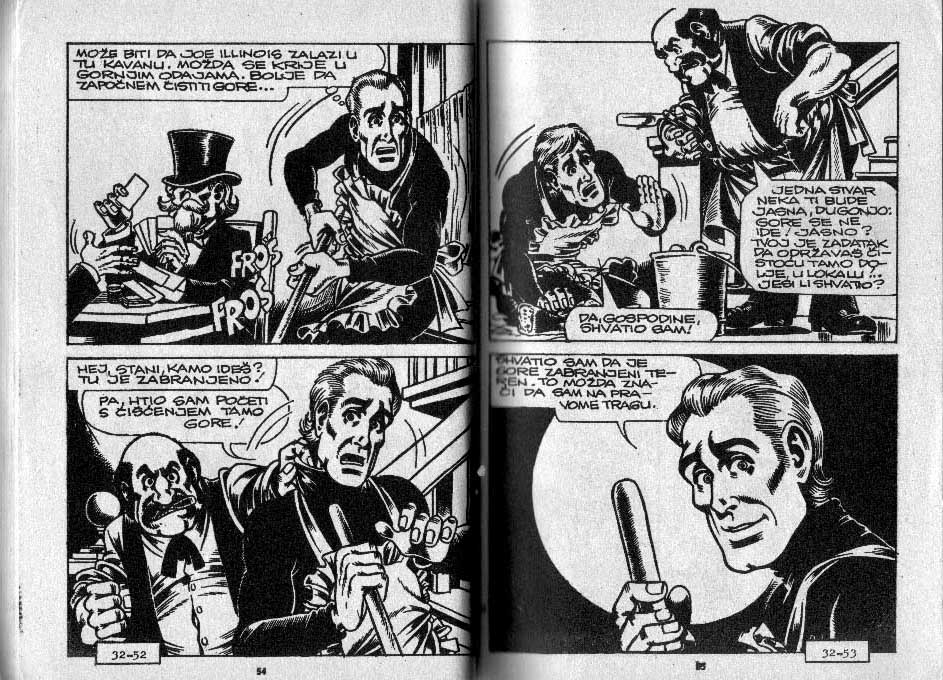 MOŽE BITI DA JOE ILLINOIS ZALAZI U
TU KAVANU. MOŽDA SE KRIJE U
GORNJIM ODAJAMA. BOLJE DA
ZAPOČNEM ČISTITI GORE...
FROŠ
FROŠ
HEJ, STANI, KAMO IDEŠ?
TU JE ZABRANJENO!
PA, HTIO SAM POČETI
S ČIŠĆENJEM TAMO
GORE!
32-52
54
JEDNA STVAR
NEKA TI BUDE
JASNA, DUGONJO:
GORE SE NE
IDE! JASNO?
TVOJ JE ZADATAK
DA ODRŽAVAŠ ČI-
STOĆU TAMO DO-
LJE, U LOKALU...
JESI LI SHVATIO?
DA, GOSPODINE,
SHVATIO SAM!
SHVATIO SAM DA JE
GORE ZABRANJENI TE-
REN. TO MOŽDA ZNA-
ČI DA SAM NA PRA-
VOME TRAGU.
32-53
55